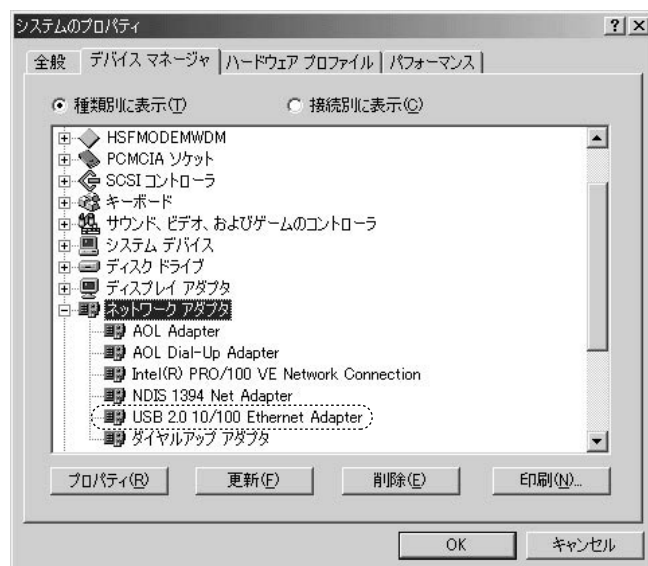 システムのプロパティ
? ×
全般 デバイス マネージャ ハードウェア プロファイル パフォーマンス
種類別に表示(T) 接続別に表示(C)
HSFMODEMWDM
PCMCIA ソケット
SCSI コントローラ
キーボード
サウンド、ビデオ、およびゲームのコントローラ
システム デバイス
ディスク ドライブ
ディスプレイ アダプタ
ネットワーク アダプタ
AOL Adapter
AOL Dial-Up Adapter
Intel(R) PRO/100 VE Network Connection
NDIS 1394 Net Adapter
USB 2.0 10/100 Ethernet Adapter
ダイヤルアップ アダプタ
プロパティ(R) 更新(F) 削除(E) 印刷(N)...
OK キャンセル